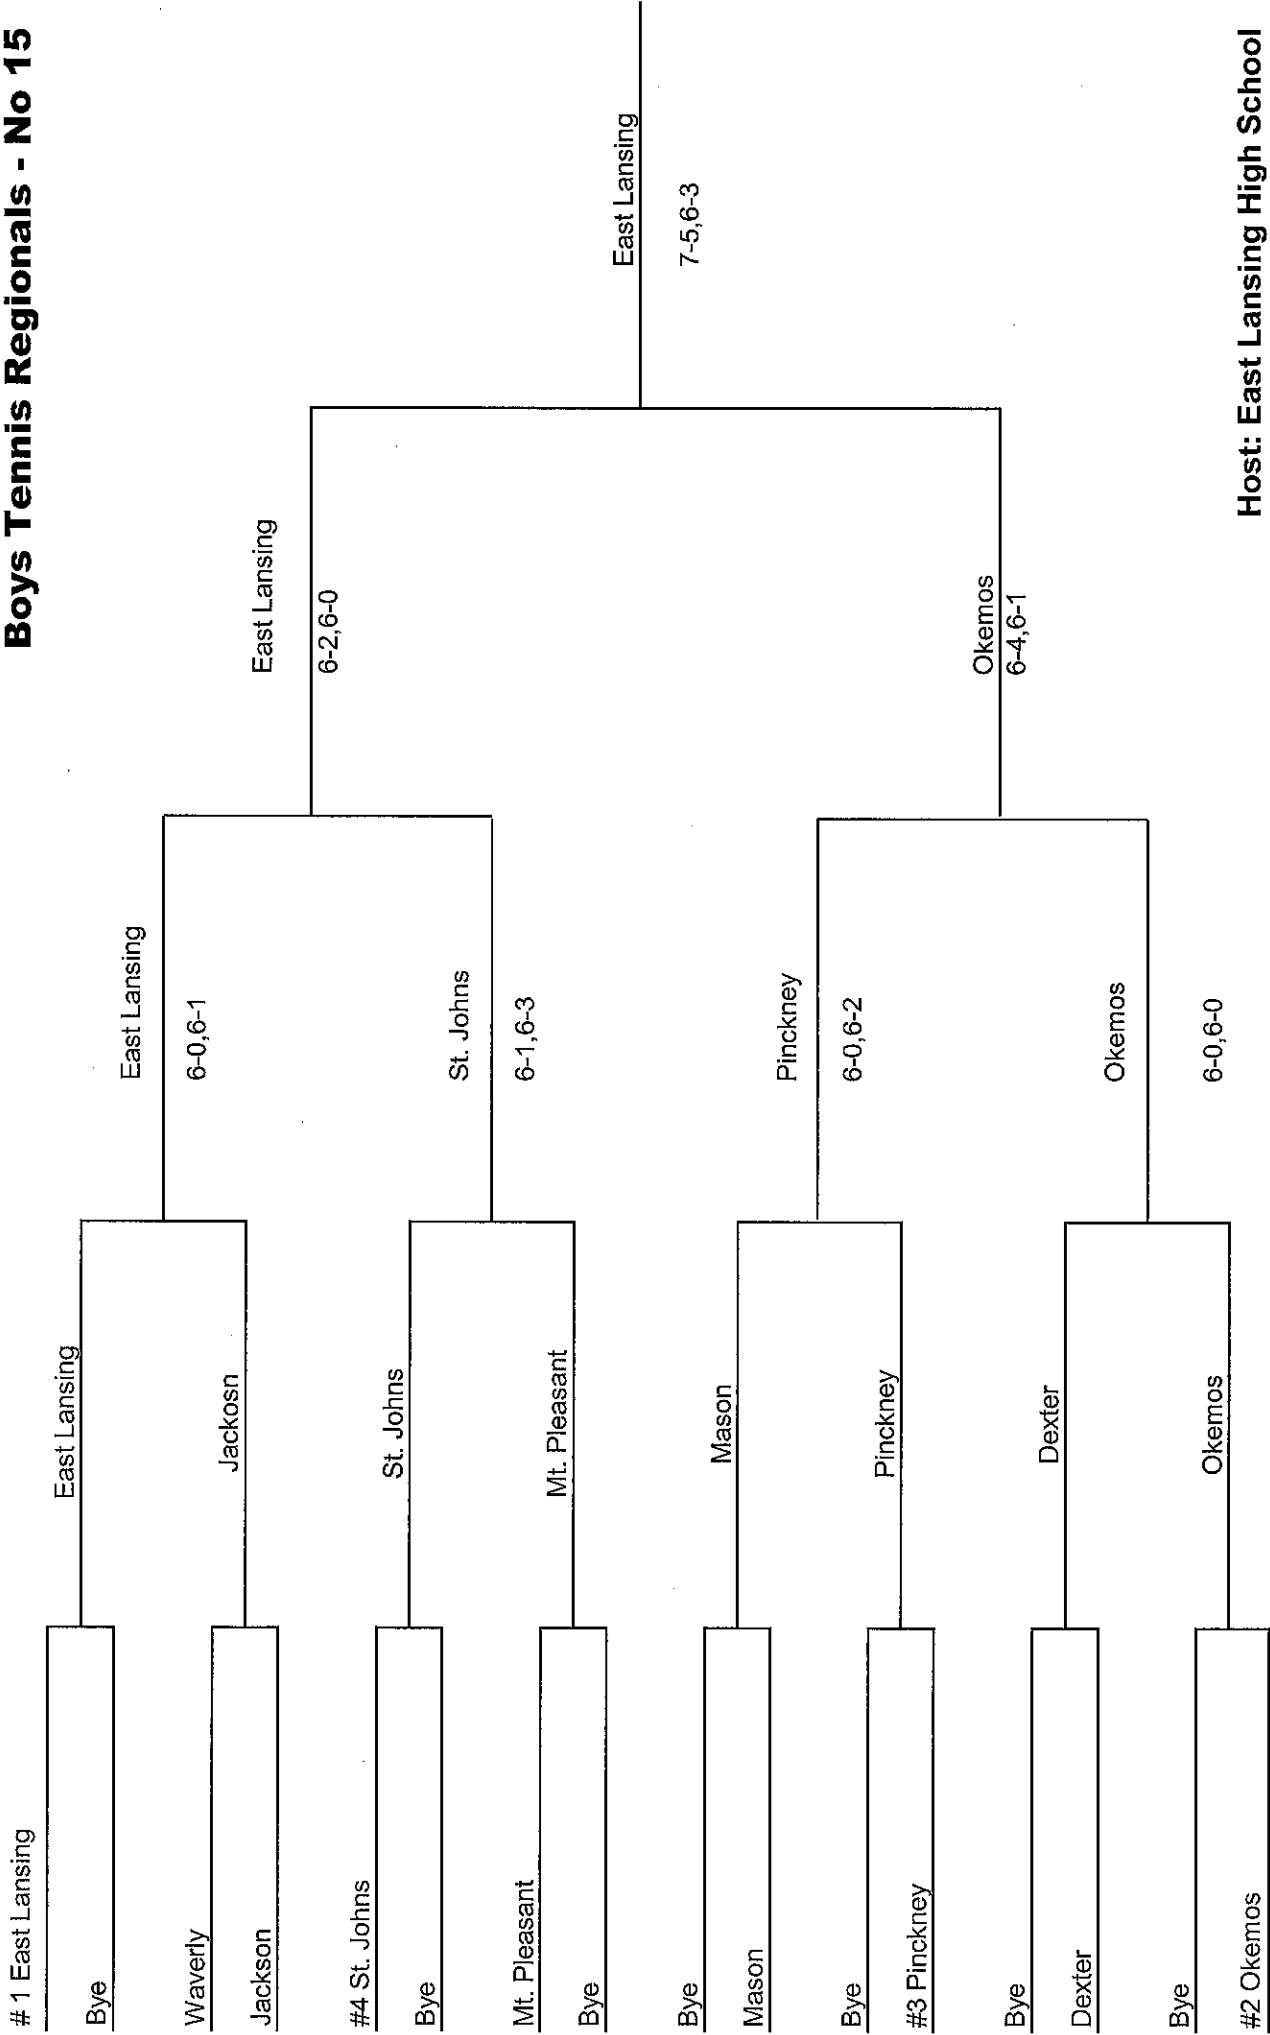 Boys Tennis Regionals - No 15
# 1 East Lansing
Bye
Waverly
Jackson
#4 St. Johns
Bye
Mt. Pleasant
Bye
Bye
Mason
Bye
#3 Pinckney
Bye
Dexter
Bye
#2 Okemos
East Lansing
Jackosn
St. Johns
Mt. Pleasant
Mason
Pinckney
Dexter
Okemos
East Lansing
6-0,6-1
St. Johns
6-1,6-3
Pinckney
6-0,6-2
Okemos
6-0,6-0
East Lansing
6-2,6-0
Okemos
6-4,6-1
East Lansing
7-5,6-3
Host: East Lansing High School